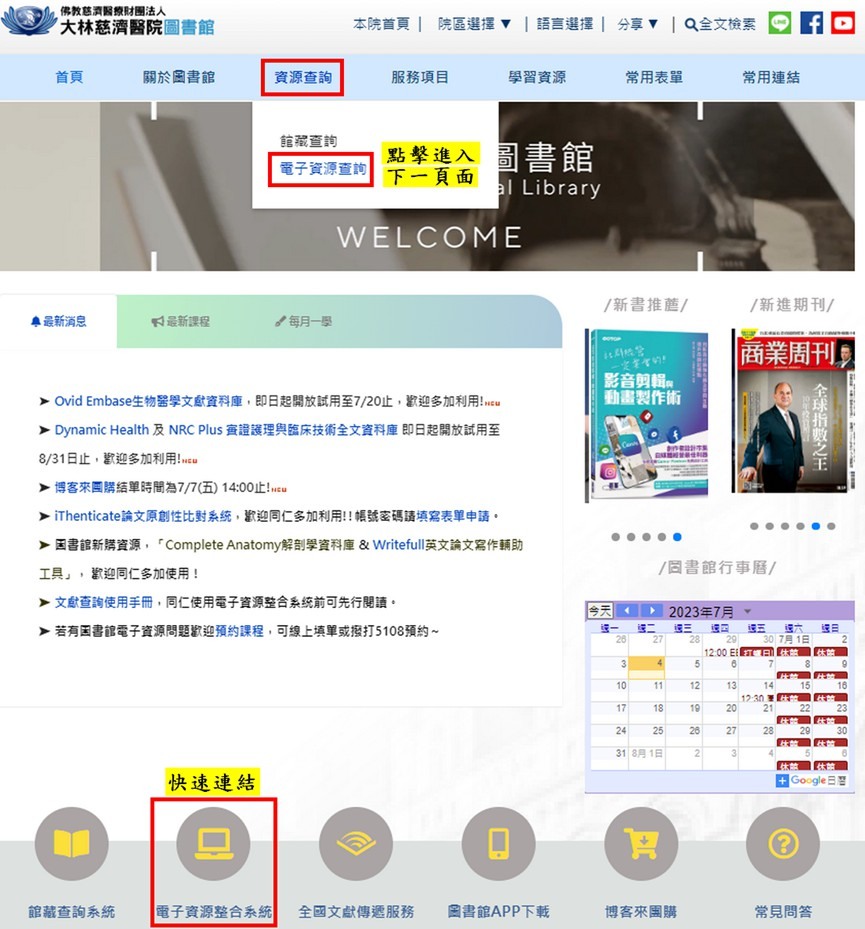 佛教慈濟醫療財團法人
大林慈濟醫院圖書館
本院首頁 | 院區選擇 ▼ | 語言選擇 | 分享 ▼ | 全文檢索
首頁 關於圖書館 資源查詢 服務項目 學習資源 常用表單 常用連結
館藏查詢
電子資源查詢
點擊進入
下一頁面
圖書館
al Library
WELCOME
最新消息 最新課程 每月一學
➤ Ovid Embase生物醫學文獻資料庫，即日起開放試用至7/20止，歡迎多加利用!
➤ Dynamic Health 及 NRC Plus 實證護理與臨床技術全文資料庫 即日起開放試用至
8/31日止，歡迎多加利用!
➤ 博客來團購結單時間為7/7(五) 14:00止!
➤ iThenticate論文原創性比對系統，歡迎同仁多加利用!! 帳號密碼請填寫表單申請。
➤ 圖書館新購資源，「Complete Anatomy解剖學資料庫 & Writefull英文論文寫作輔助
工具」， 歡迎同仁多加使用！
➤ 文獻查詢使用手冊，同仁使用電子資源整合系統前可先行閱讀。
➤ 若有圖書館電子資源問題歡迎預約課程，可線上填單或撥打5108預約~
/新書推薦/ /新進期刊/
影音剪輯與
動畫製作術
商業周刊
全球指數之王
/圖書館行事曆/
今天 2023年7月
週一 週二 週三 週四 週五 週六 週日
26 27 28 29 30 7月 1日 2
12:00 休館 休館
3 4 5 6 7 8 9
休館 休館
10 11 12 13 14 15 16
12:30 休館 休館
17 18 19 20 21 22 23
休館 休館
24 25 26 27 28 29 30
休館 休館
31 8月 1日 2 3 4 5 6
休館 休館
Google日曆
快速連結
館藏查詢系統 電子資源整合系統 全國文獻傳遞服務 圖書館APP下載 博客來團購 常見問答